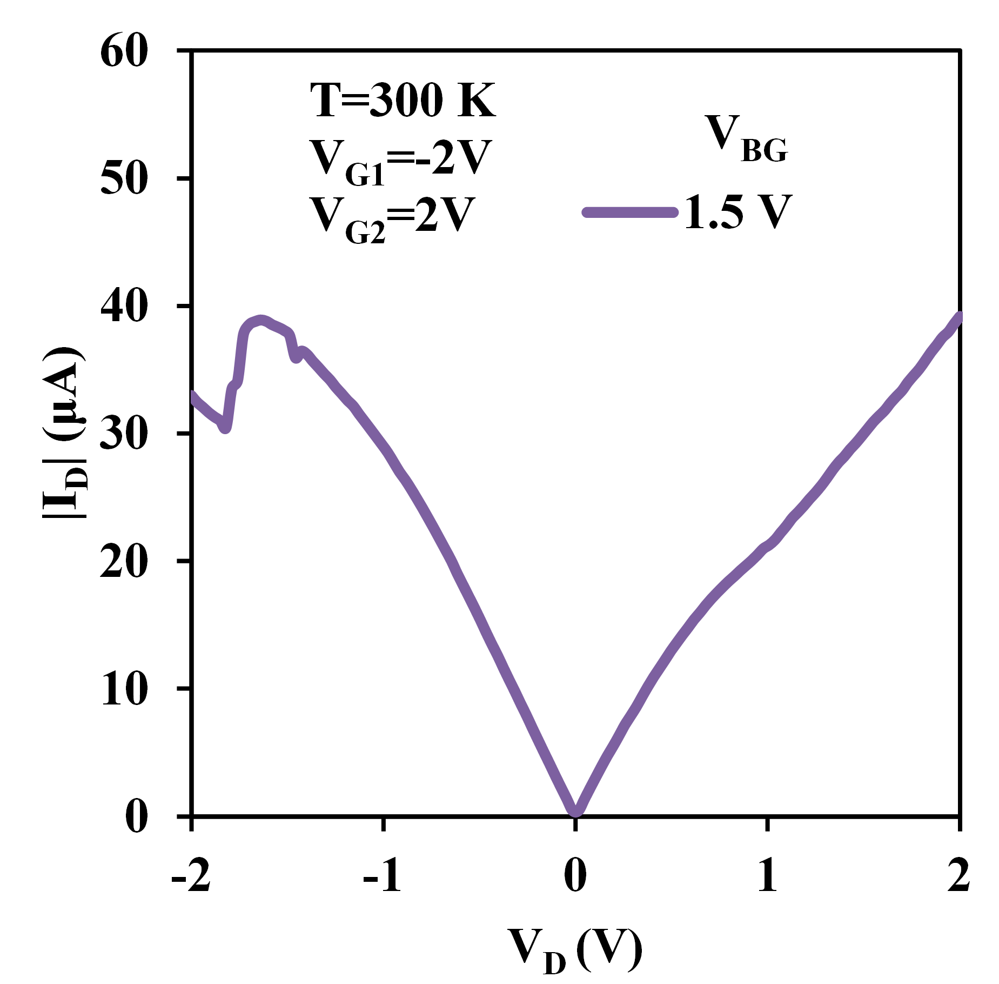 60
50
40
30
20
10
0
|I_D| (μA)
T=300 K
V_G1=-2V
V_G2=2V
V_BG
1.5 V
-2 -1 0 1 2
V_D (V)